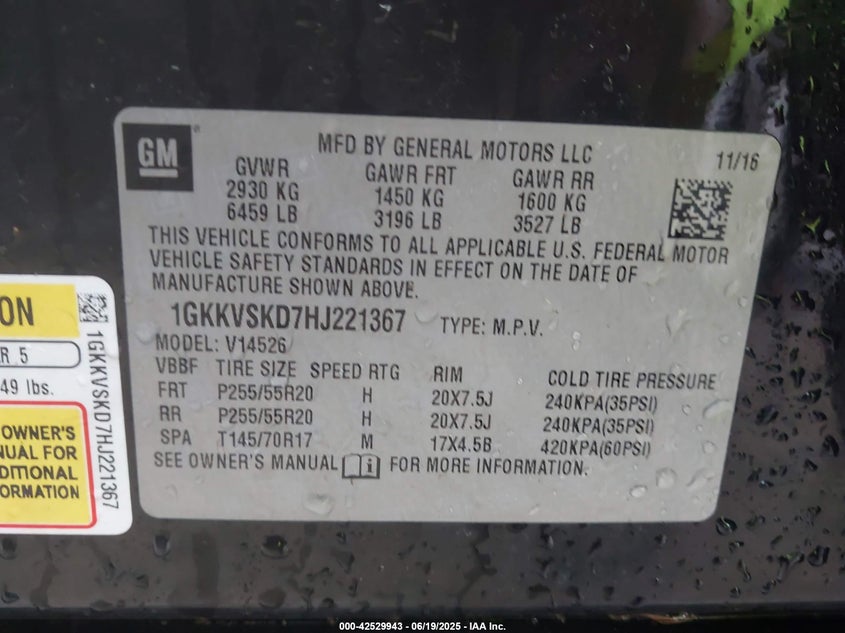 GM
MFD BY GENERAL MOTORS LLC
11/16
GVWR GAWR FRT GAWR RR
2930 KG 1450 KG 1600 KG
6459 LB 3196 LB 3527 LB
THIS VEHICLE CONFORMS TO ALL APPLICABLE U.S. FEDERAL MOTOR
VEHICLE SAFETY STANDARDS IN EFFECT ON THE DATE OF
MANUFACTURE SHOWN ABOVE.
1GKKVSKD7HJ221367 TYPE: M.P.V.
MODEL: V14526
VBBF TIRE SIZE SPEED RTG RIM COLD TIRE PRESSURE
FRT P255/55R20 H 20X7.5J 240KPA(35PSI)
RR P255/55R20 H 20X7.5J 240KPA(35PSI)
SPA T145/70R17 M 17X4.5B 420KPA(60PSI)
SEE OWNER'S MANUAL i FOR MORE INFORMATION.
ON
R 5
49 lbs.
OWNER'S
NUAL FOR
DITIONAL
ORMATION
1GKKVSKD7HJ221367
000-42529943 - 06/19/2025 - IAA Inc.